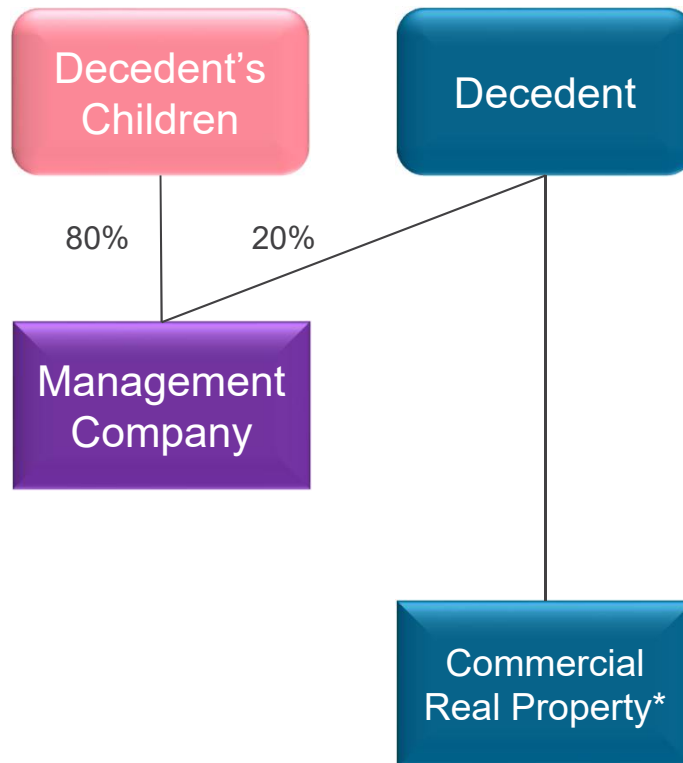 Decedent’s
Children
Decedent
80%
20%
Management
Company
Commercial
Real Property*